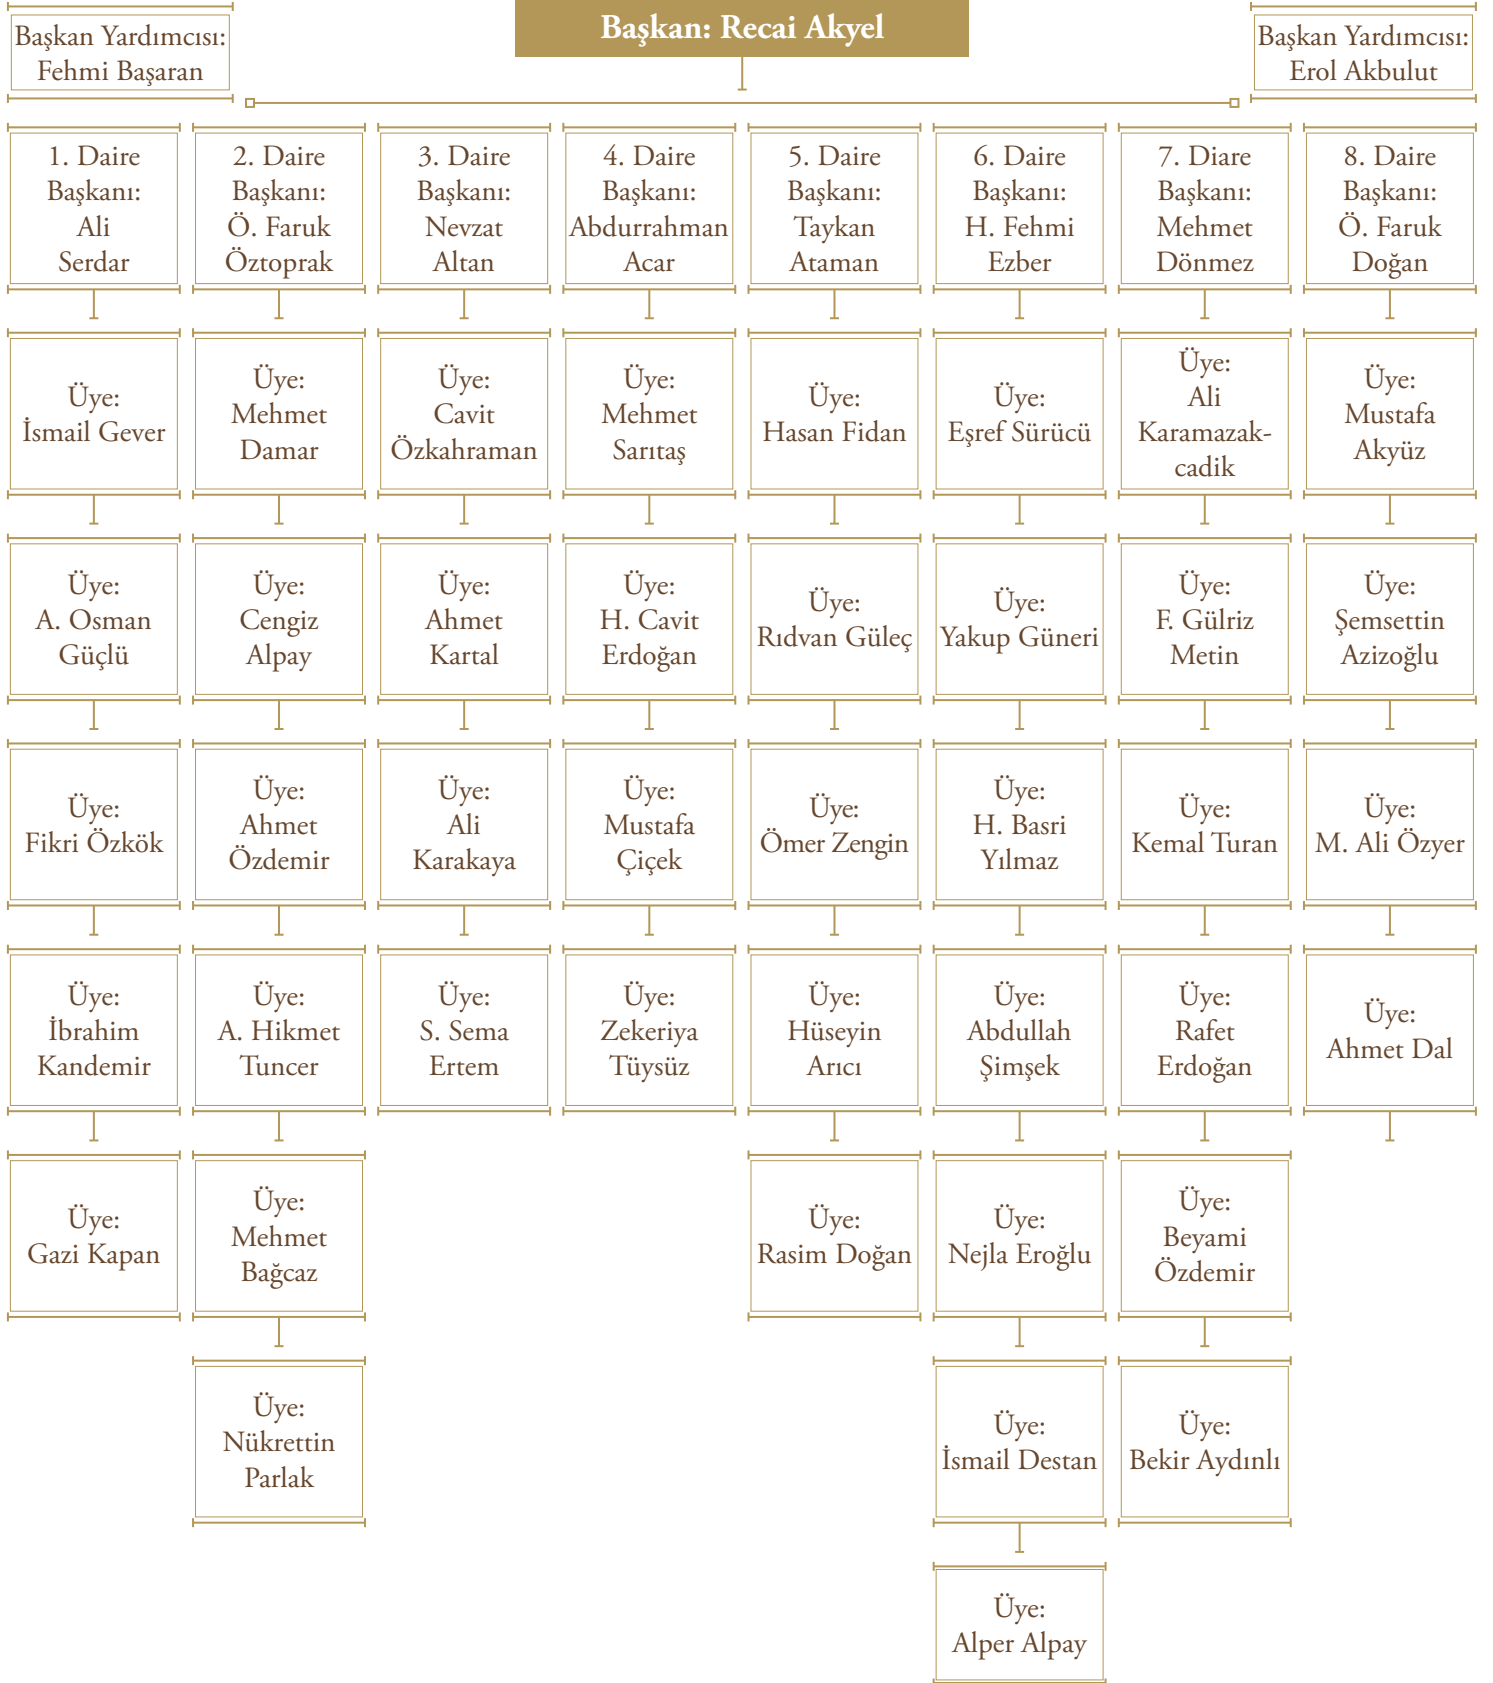 Başkan Yardımcısı:
Fehmi Başaran
Başkan: Recai Akyel
Başkan Yardımcısı:
Erol Akbulut
1. Daire
Başkanı:
Ali
Serdar
2. Daire
Başkanı:
Ö. Faruk
Öztoprak
3. Daire
Başkanı:
Nevzat
Altan
4. Daire
Başkanı:
Abdurrahman
Acar
5. Daire
Başkanı:
Taykan
Ataman
6. Daire
Başkanı:
H. Fehmi
Ezber
7. Diare
Başkanı:
Mehmet
Dönmez
8. Daire
Başkanı:
Ö. Faruk
Doğan
Üye:
İsmail Gever
Üye:
Mehmet
Damar
Üye:
Cavit
Özkahraman
Üye:
Mehmet
Sarıtaş
Üye:
Hasan Fidan
Üye:
Eşref Sürücü
Üye:
Ali
Karamazak-
cadik
Üye:
Mustafa
Akyüz
Üye:
A. Osman
Güçlü
Üye:
Cengiz
Alpay
Üye:
Ahmet
Kartal
Üye:
H. Cavit
Erdoğan
Üye:
Rıdvan Güleç
Üye:
Yakup Güneri
Üye:
F. Gülriz
Metin
Üye:
Şemsettin
Azizoğlu
Üye:
Fikri Özkök
Üye:
Ahmet
Özdemir
Üye:
Ali
Karakaya
Üye:
Mustafa
Çiçek
Üye:
Ömer Zengin
Üye:
H. Basri
Yılmaz
Üye:
Kemal Turan
Üye:
M. Ali Özyer
Üye:
İbrahim
Kandemir
Üye:
A. Hikmet
Tuncer
Üye:
S. Sema
Ertem
Üye:
Zekeriya
Tüysüz
Üye:
Hüseyin
Arıcı
Üye:
Abdullah
Şimşek
Üye:
Rafet
Erdoğan
Üye:
Ahmet Dal
Üye:
Gazi Kapan
Üye:
Mehmet
Bağcaz
Üye:
Rasim Doğan
Üye:
Nejla Eroğlu
Üye:
Beyami
Özdemir
Üye:
Nükrettin
Parlak
Üye:
İsmail Destan
Üye:
Bekir Aydınlı
Üye:
Alper Alpay